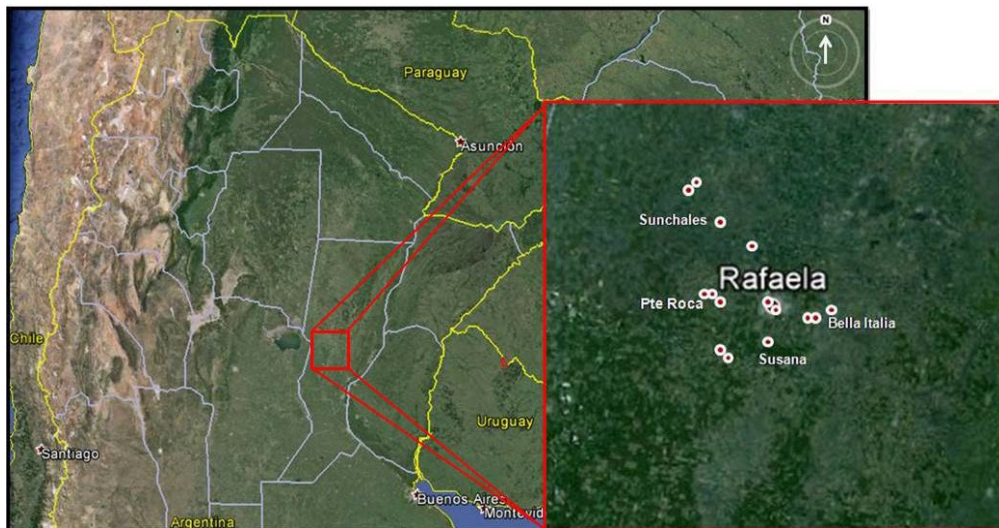 N
Paraguay
Asunción
Sunchales
Rafaela
Pte Roca
Bella Italia
Chile
Susana
Uruguay
Santiago
Buenos Aires
Montevid
Argentina